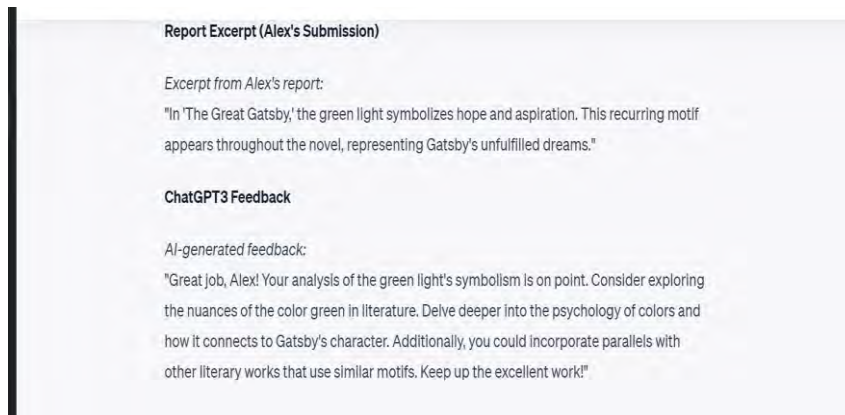 Report Excerpt (Alex's Submission)
Excerpt from Alex's report:
"In 'The Great Gatsby,' the green light symbolizes hope and aspiration. This recurring motif
appears throughout the novel, representing Gatsby's unfulfilled dreams."
ChatGPT3 Feedback
AI-generated feedback:
"Great job, Alex! Your analysis of the green light's symbolism is on point. Consider exploring
the nuances of the color green in literature. Delve deeper into the psychology of colors and
how it connects to Gatsby's character. Additionally, you could incorporate parallels with
other literary works that use similar motifs. Keep up the excellent work!"